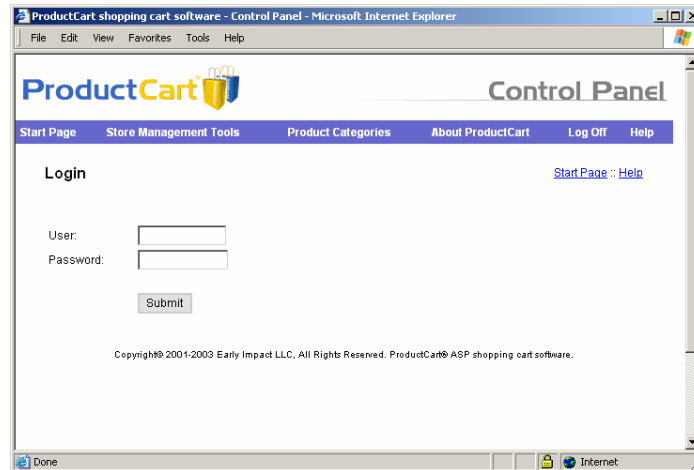 ProductCart shopping cart software - Control Panel - Microsoft Internet Explorer
File Edit View Favorites Tools Help
ProductCart Control Panel
Start Page Store Management Tools Product Categories About ProductCart Log Off Help
Login Start Page :: Help
User:
Password:
Submit
Copyright© 2001-2003 Early Impact LLC, All Rights Reserved. ProductCart® ASP shopping cart software.
Done Internet